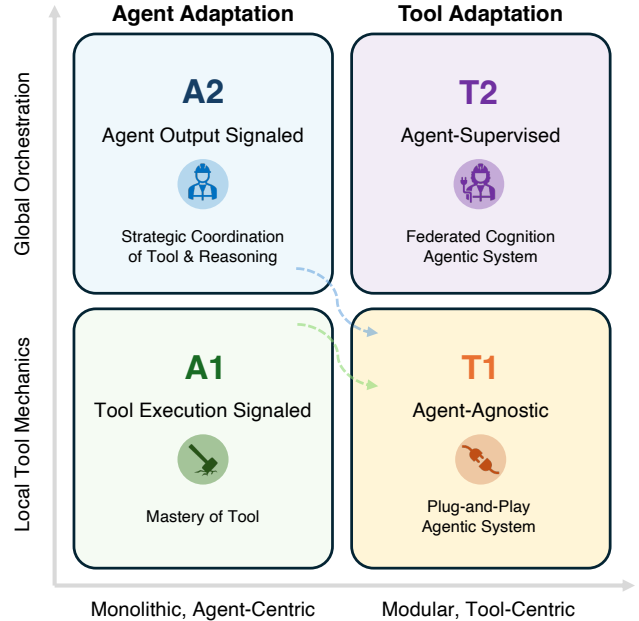 Agent Adaptation
Tool Adaptation
Global Orchestration
A2
Agent Output Signaled
Strategic Coordination
of Tool & Reasoning
T2
Agent-Supervised
Federated Cognition
Agentic System
Local Tool Mechanics
A1
Tool Execution Signaled
Mastery of Tool
T1
Agent-Agnostic
Plug-and-Play
Agentic System
Monolithic, Agent-Centric
Modular, Tool-Centric